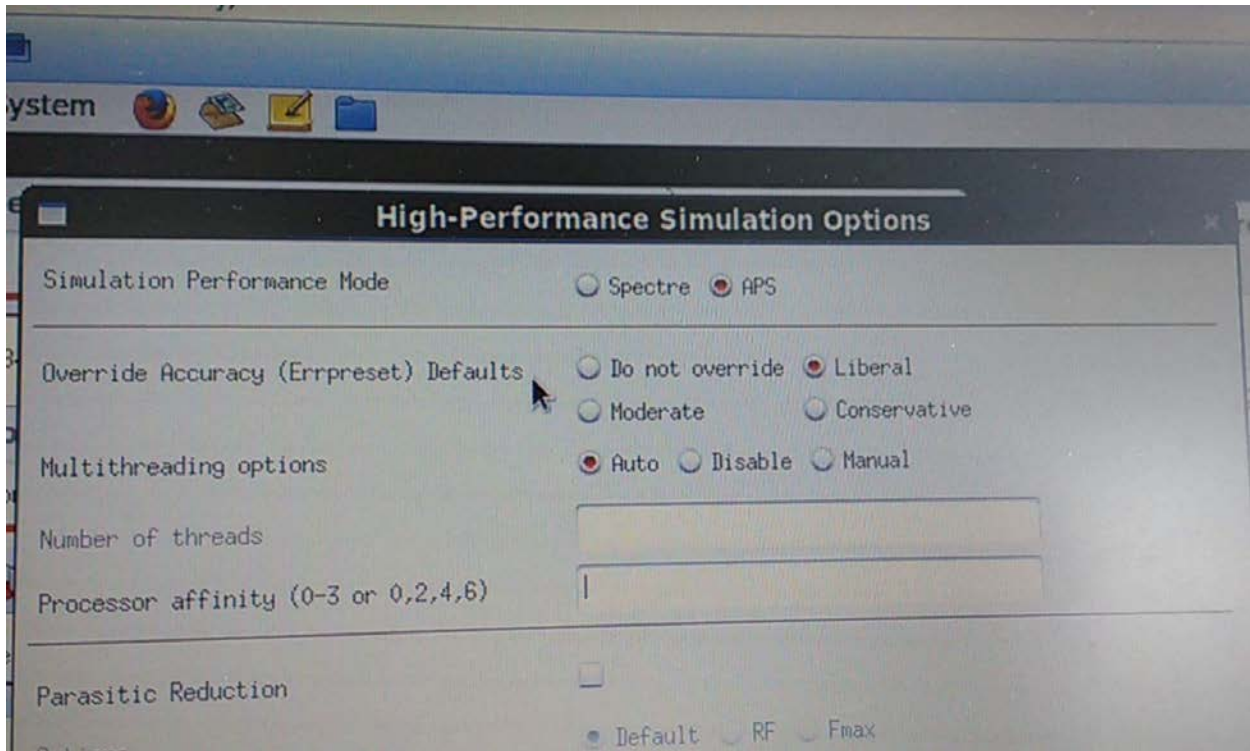 ystem
High-Performance Simulation Options
Simulation Performance Mode Spectre APS
Override Accuracy (Errpreset) Defaults Do not override Liberal
Moderate Conservative
Multithreading options Auto Disable Manual
Number of threads
Processor affinity (0-3 or 0,2,4,6)
Parasitic Reduction
Default RF Fmax